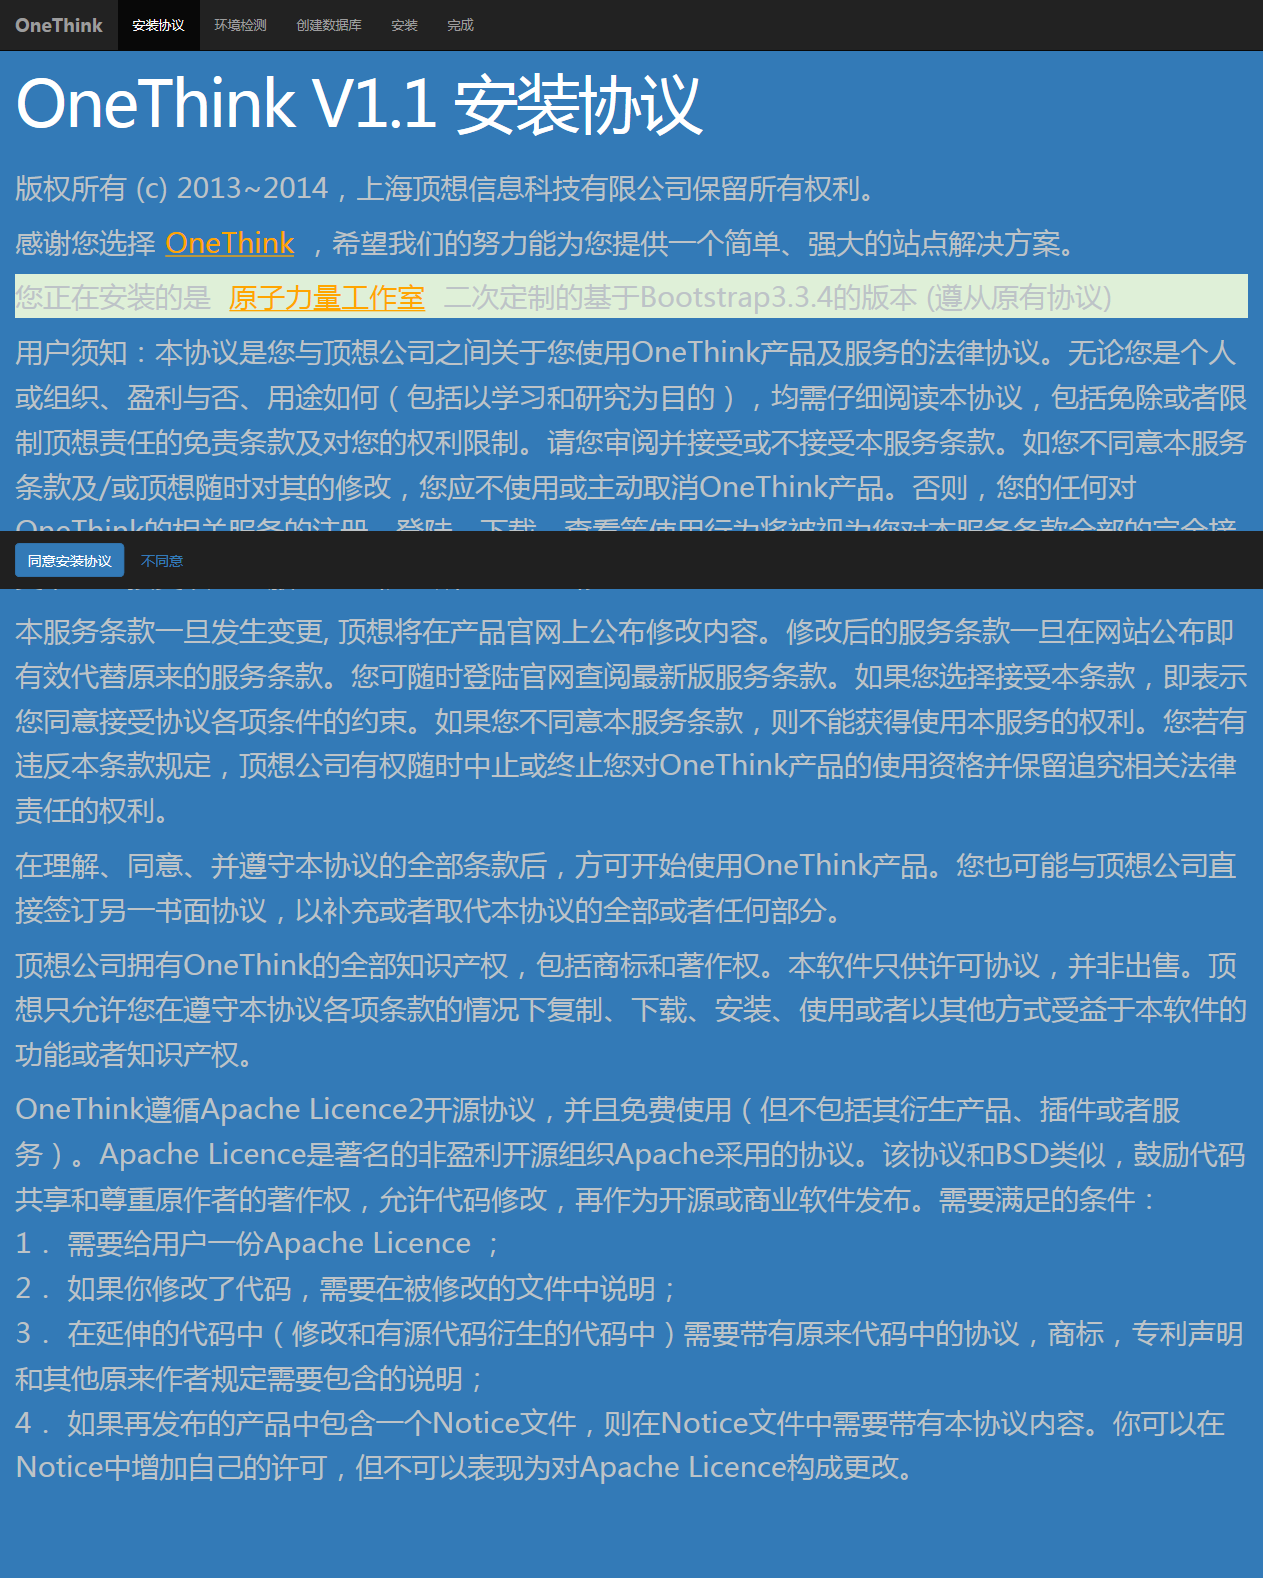 OneThink 安装协议 环境检测 创建数据库 安装 完成
OneThink V1.1 安装协议
版权所有 (c) 2013~2014，上海顶想信息科技有限公司保留所有权利。
感谢您选择 OneThink ，希望我们的努力能为您提供一个简单、强大的站点解决方案。
您正在安装的是 原子力量工作室 二次定制的基于Bootstrap3.3.4的版本 (遵从原有协议)
用户须知：本协议是您与顶想公司之间关于您使用OneThink产品及服务的法律协议。无论您是个人
或组织、盈利与否、用途如何（包括以学习和研究为目的），均需仔细阅读本协议，包括免除或者限
制顶想责任的免责条款及对您的权利限制。请您审阅并接受或不接受本服务条款。如您不同意本服务
条款及/或顶想随时对其的修改，您应不使用或主动取消OneThink产品。否则，您的任何对
OneThink的相关服务的注册、登陆、下载、查看等使用行为将被视为您对本服务条款全部的完全接
同意安装协议 不同意
本服务条款一旦发生变更, 顶想将在产品官网上公布修改内容。修改后的服务条款一旦在网站公布即
有效代替原来的服务条款。您可随时登陆官网查阅最新版服务条款。如果您选择接受本条款，即表示
您同意接受协议各项条件的约束。如果您不同意本服务条款，则不能获得使用本服务的权利。您若有
违反本条款规定，顶想公司有权随时中止或终止您对OneThink产品的使用资格并保留追究相关法律
责任的权利。
在理解、同意、并遵守本协议的全部条款后，方可开始使用OneThink产品。您也可能与顶想公司直
接签订另一书面协议，以补充或者取代本协议的全部或者任何部分。
顶想公司拥有OneThink的全部知识产权，包括商标和著作权。本软件只供许可协议，并非出售。顶
想只允许您在遵守本协议各项条款的情况下复制、下载、安装、使用或者以其他方式受益于本软件的
功能或者知识产权。
OneThink遵循Apache Licence2开源协议，并且免费使用（但不包括其衍生产品、插件或者服
务）。Apache Licence是著名的非盈利开源组织Apache采用的协议。该协议和BSD类似，鼓励代码
共享和尊重原作者的著作权，允许代码修改，再作为开源或商业软件发布。需要满足的条件：
1． 需要给用户一份Apache Licence ；
2． 如果你修改了代码，需要在被修改的文件中说明；
3． 在延伸的代码中（修改和有源代码衍生的代码中）需要带有原来代码中的协议，商标，专利声明
和其他原来作者规定需要包含的说明；
4． 如果再发布的产品中包含一个Notice文件，则在Notice文件中需要带有本协议内容。你可以在
Notice中增加自己的许可，但不可以表现为对Apache Licence构成更改。